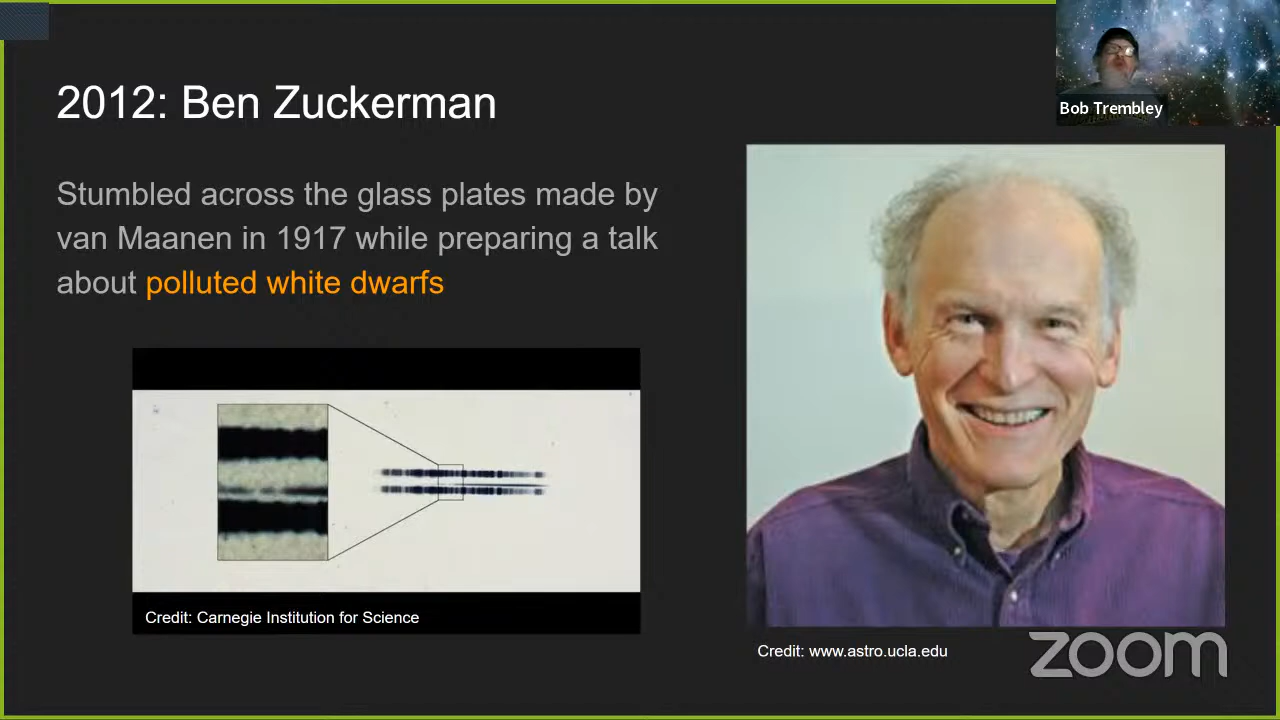 2012: Ben Zuckerman
Bob Trembley
Stumbled across the glass plates made by
van Maanen in 1917 while preparing a talk
about polluted white dwarfs
Credit: Carnegie Institution for Science
Credit: www.astro.ucla.edu
zoom